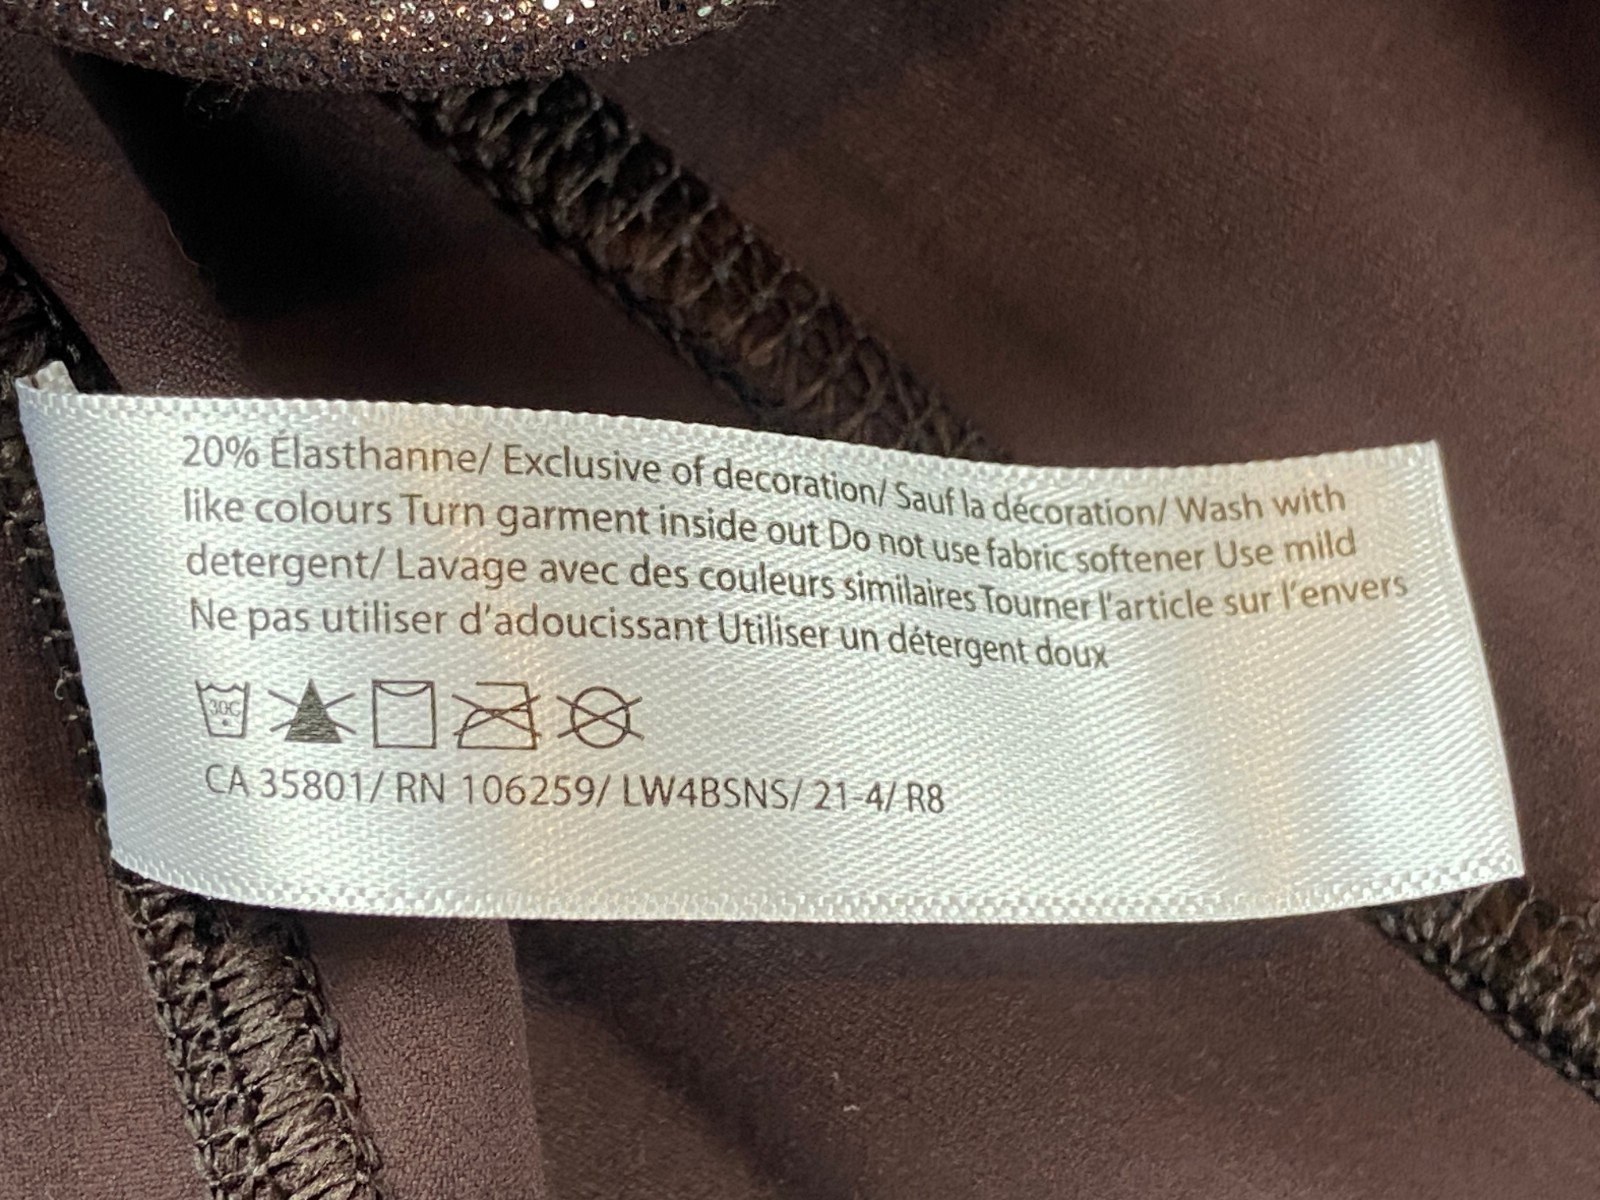 20% Élasthanne/ Exclusive of decoration/ Sauf la décoration/ Wash with
like colours Turn garment inside out Do not use fabric softener Use mild
detergent/ Lavage avec des couleurs similaires Tourner l'article sur l'envers
Ne pas utiliser d'adoucissant Utiliser un détergent doux
30C
CA 35801/ RN 106259/ LW4BSNS/ 21-4/ R8